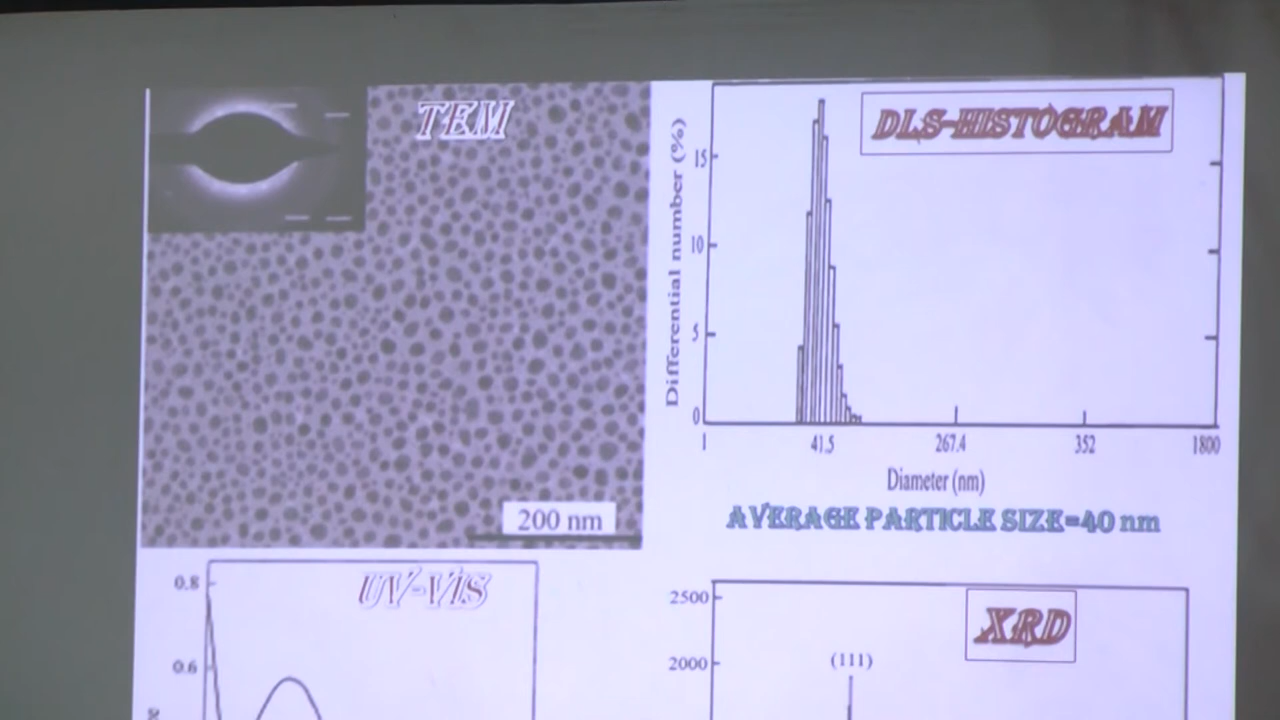 TEM
200 nm
DLS-HISTOGRAM
Differential number (%)
15
10
5
0
1 41.5 267.4 352 1800
Diameter (nm)
AVERAGE PARTICLE SIZE=40 nm
UV-VIS
0.8
0.6
XRD
2500
2000
(111)